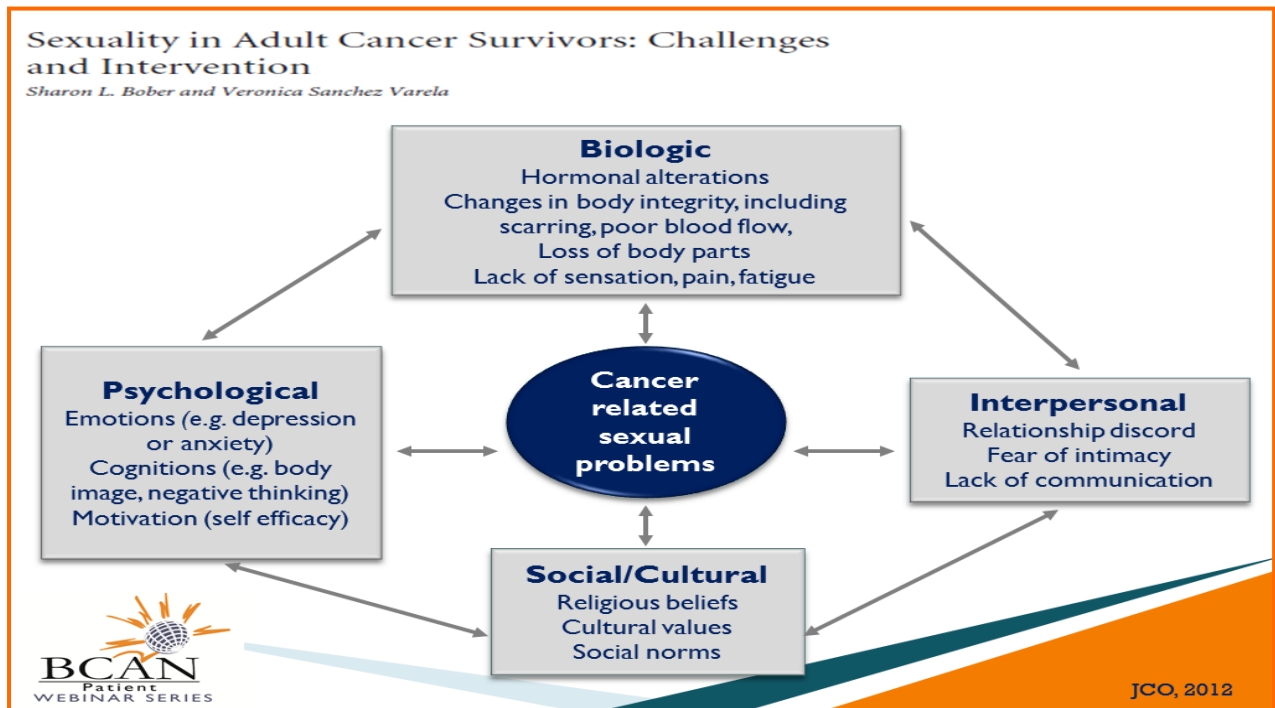 Sexuality in Adult Cancer Survivors: Challenges
and Intervention
Sharon L. Bober and Veronica Sanchez Varela
Biologic
Hormonal alterations
Changes in body integrity, including
scarring, poor blood flow,
Loss of body parts
Lack of sensation, pain, fatigue
Psychological
Emotions (e.g. depression
or anxiety)
Cognitions (e.g. body
image, negative thinking)
Motivation (self efficacy)
Cancer
related
sexual
problems
Interpersonal
Relationship discord
Fear of intimacy
Lack of communication
Social/Cultural
Religious beliefs
Cultural values
Social norms
BCAN
Patient
WEBINAR SERIES
JCO, 2012